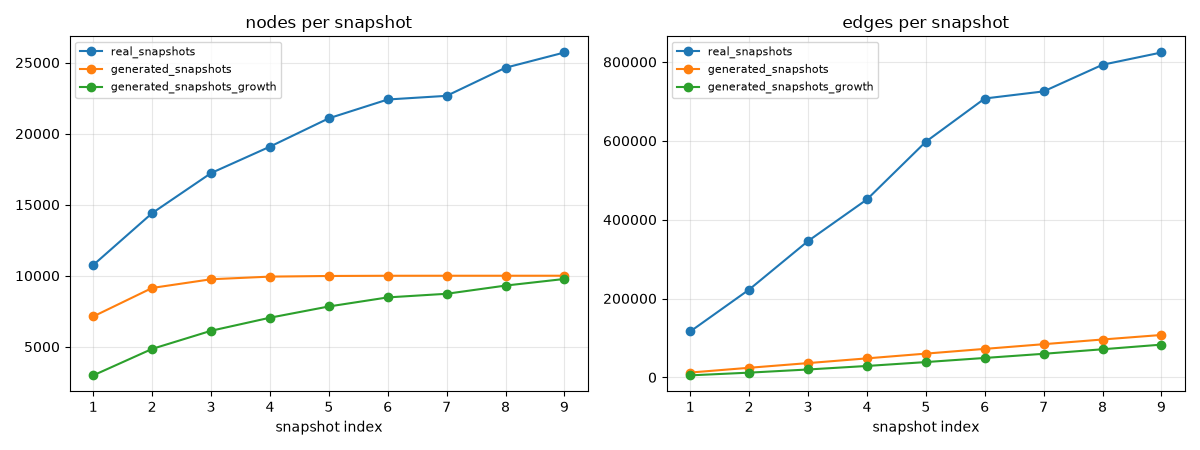 nodes per snapshot
real_snapshots
generated_snapshots
generated_snapshots_growth
25000
20000
15000
10000
5000
1 2 3 4 5 6 7 8 9
snapshot index
edges per snapshot
real_snapshots
generated_snapshots
generated_snapshots_growth
800000
600000
400000
200000
0
1 2 3 4 5 6 7 8 9
snapshot index